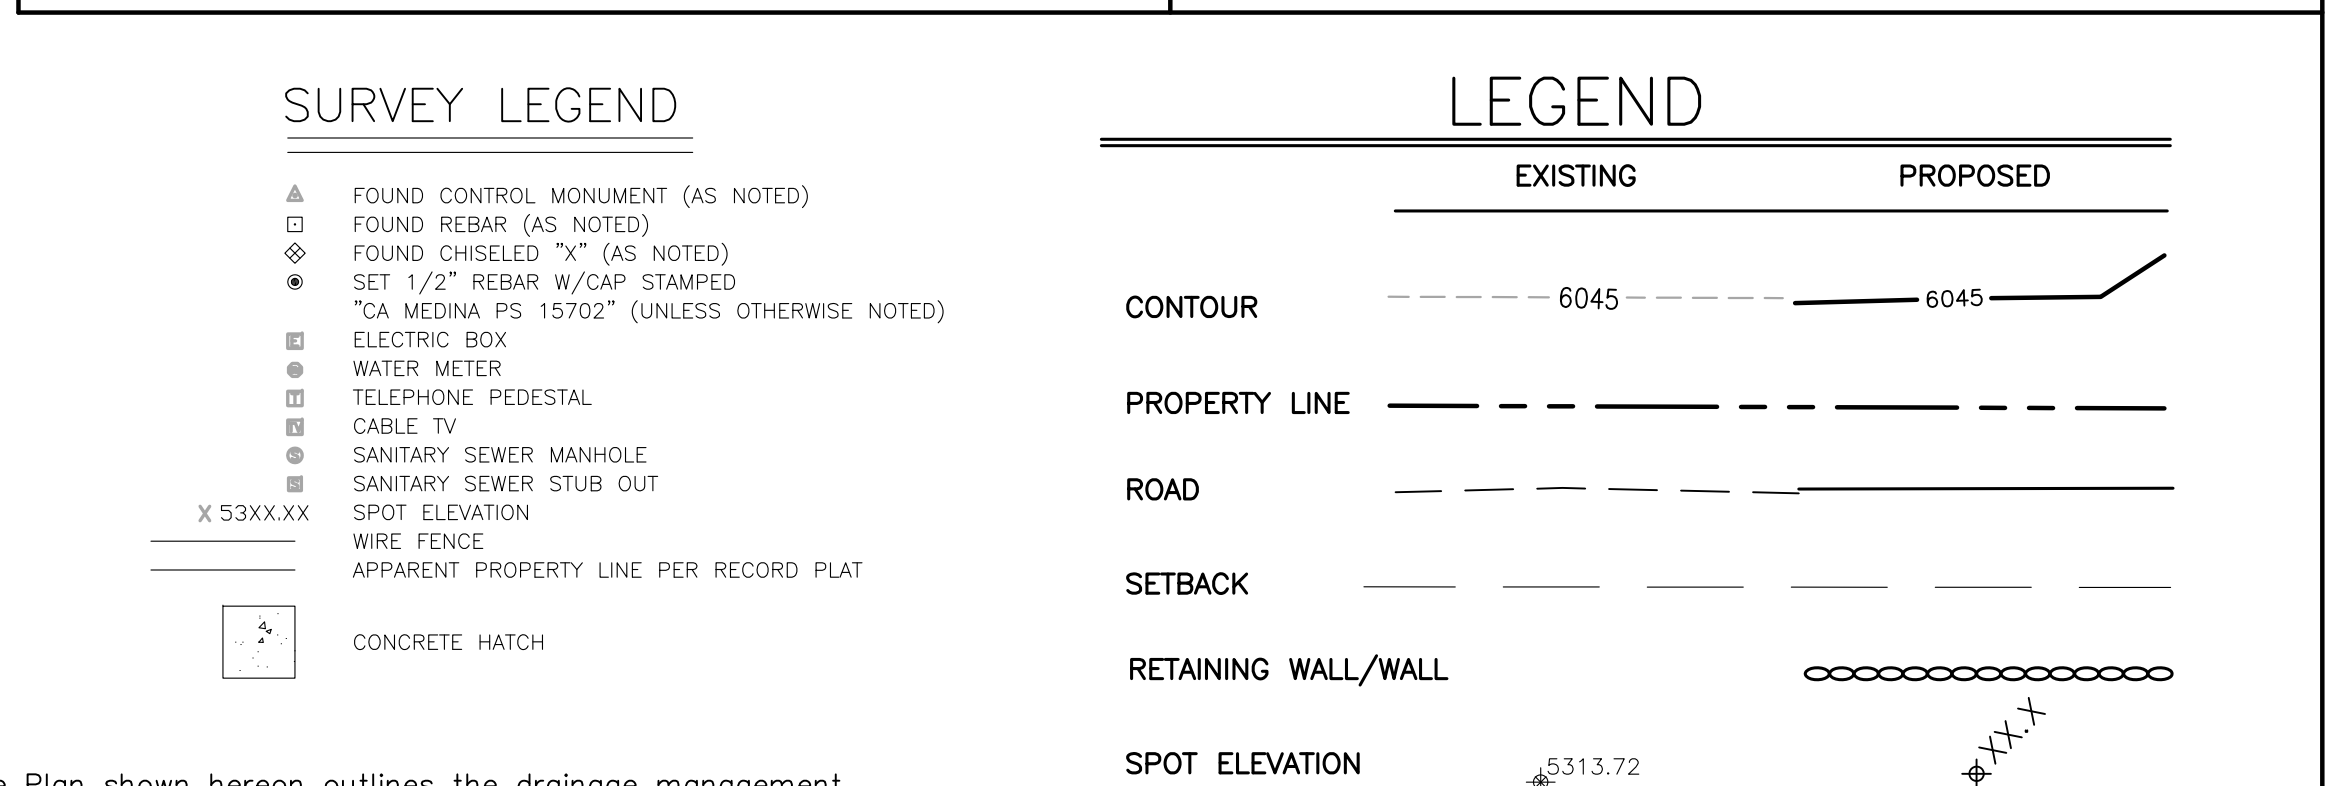 SURVEY LEGEND
FOUND CONTROL MONUMENT (AS NOTED)
FOUND REBAR (AS NOTED)
FOUND CHISELED "X" (AS NOTED)
SET 1/2" REBAR W/CAP STAMPED
"CA MEDINA PS 15702" (UNLESS OTHERWISE NOTED)
E ELECTRIC BOX
WATER METER
T TELEPHONE PEDESTAL
TV CABLE TV
S SANITARY SEWER MANHOLE
S SANITARY SEWER STUB OUT
X 53XX.XX SPOT ELEVATION
WIRE FENCE
APPARENT PROPERTY LINE PER RECORD PLAT
CONCRETE HATCH
Plan shown hereon outlines the drainage management
LEGEND
EXISTING PROPOSED
CONTOUR 6045 6045
PROPERTY LINE
ROAD
SETBACK
RETAINING WALL/WALL
SPOT ELEVATION 5313.72 XX.X